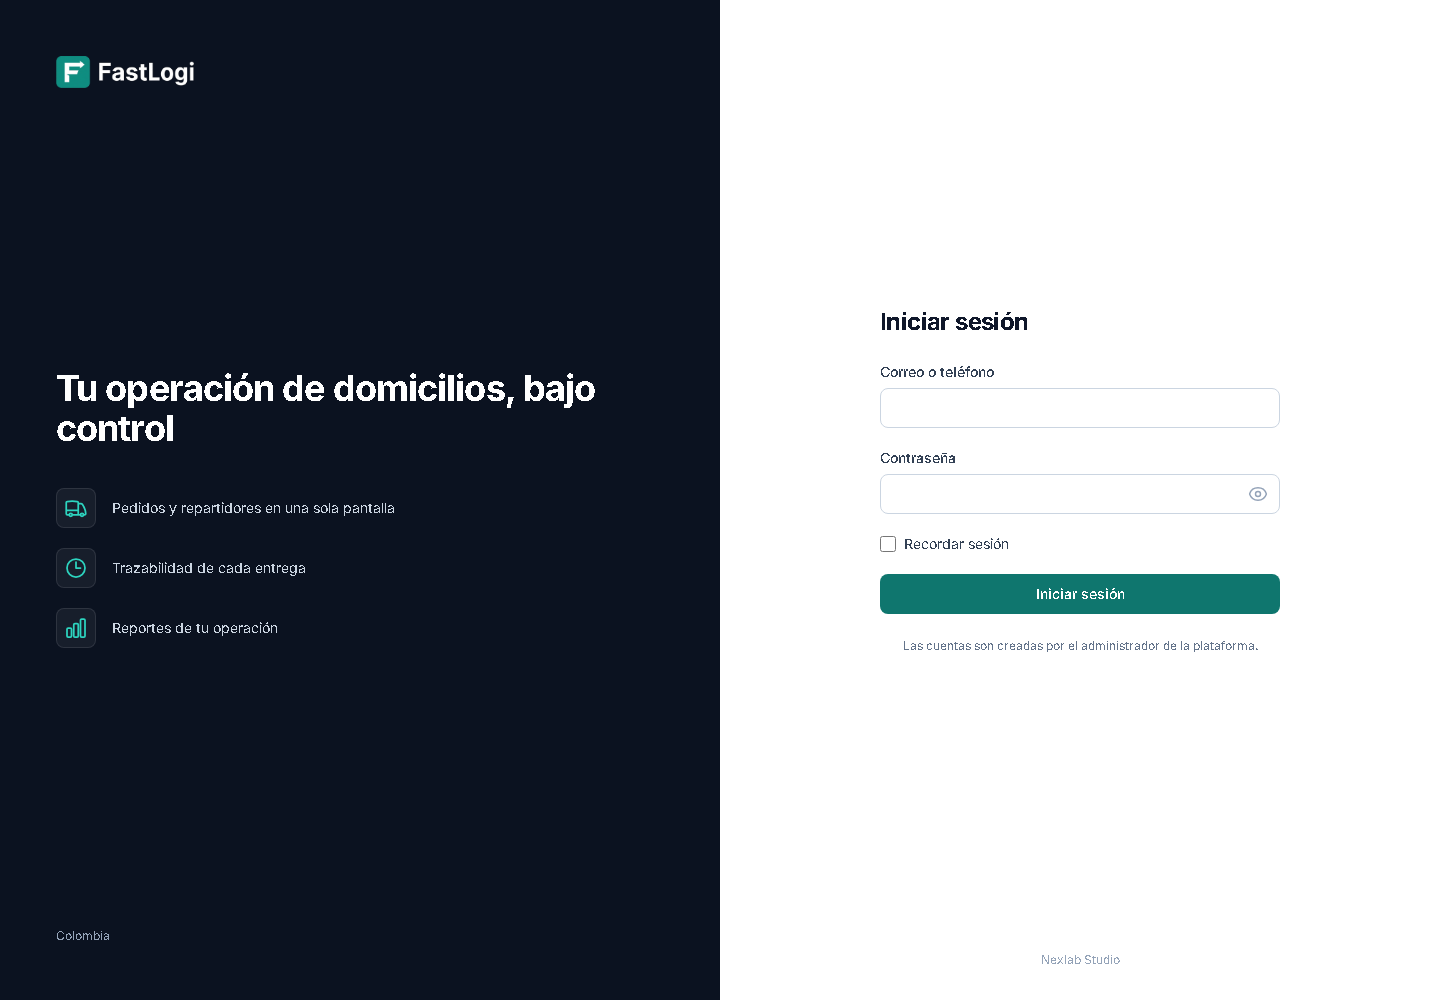 FastLogi
Tu operación de domicilios, bajo
control
Pedidos y repartidores en una sola pantalla
Trazabilidad de cada entrega
Reportes de tu operación
Colombia
Iniciar sesión
Correo o teléfono
Contraseña
Recordar sesión
Iniciar sesión
Las cuentas son creadas por el administrador de la plataforma.
Nexlab Studio